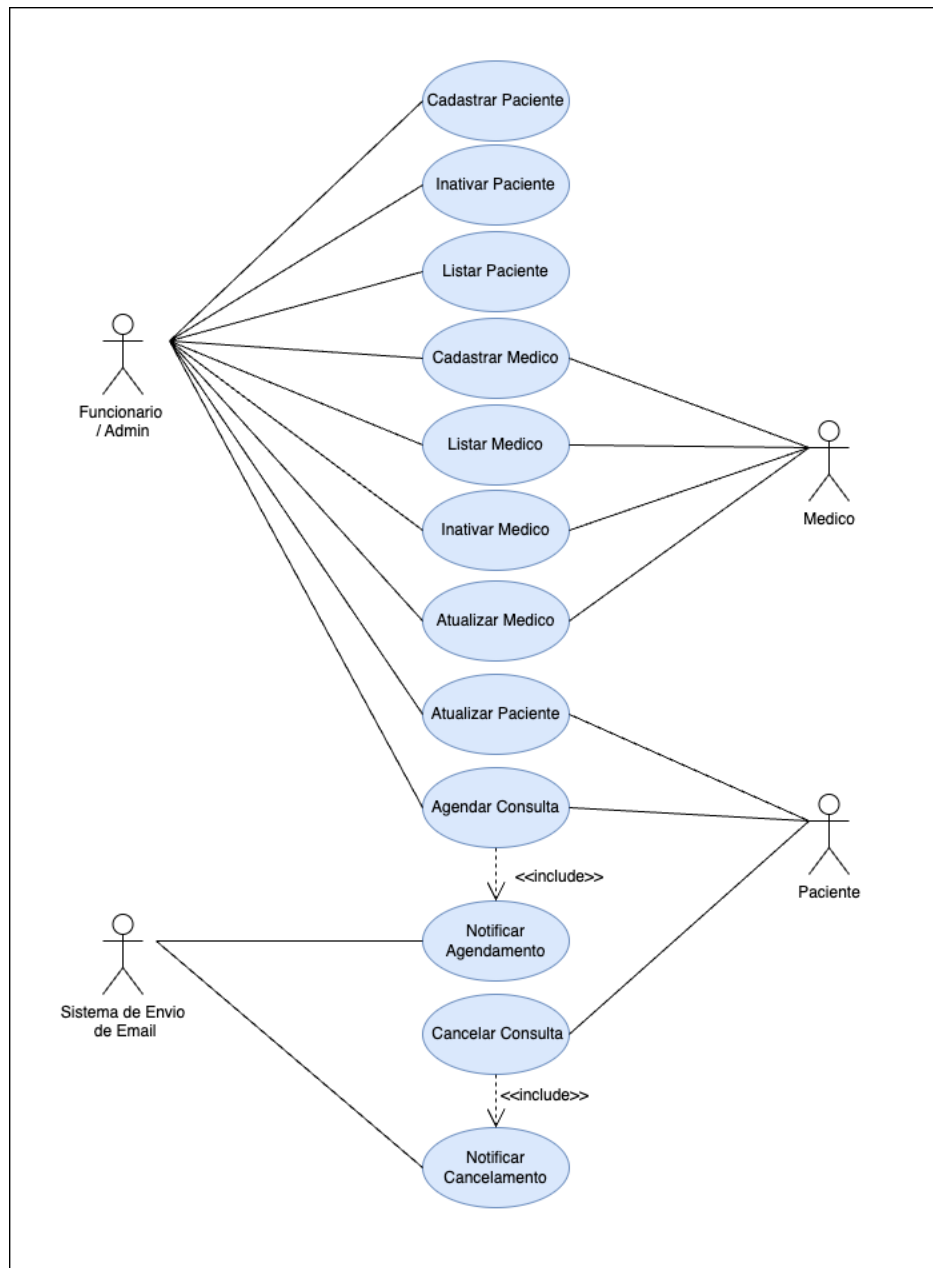 Cadastrar Paciente
Inativar Paciente
Listar Paciente
Cadastrar Medico
Funcionario
/ Admin
Listar Medico
Medico
Inativar Medico
Atualizar Medico
Atualizar Paciente
Agendar Consulta
<<include>>
Paciente
Notificar
Agendamento
Sistema de Envio
de Email
Cancelar Consulta
<<include>>
Notificar
Cancelamento